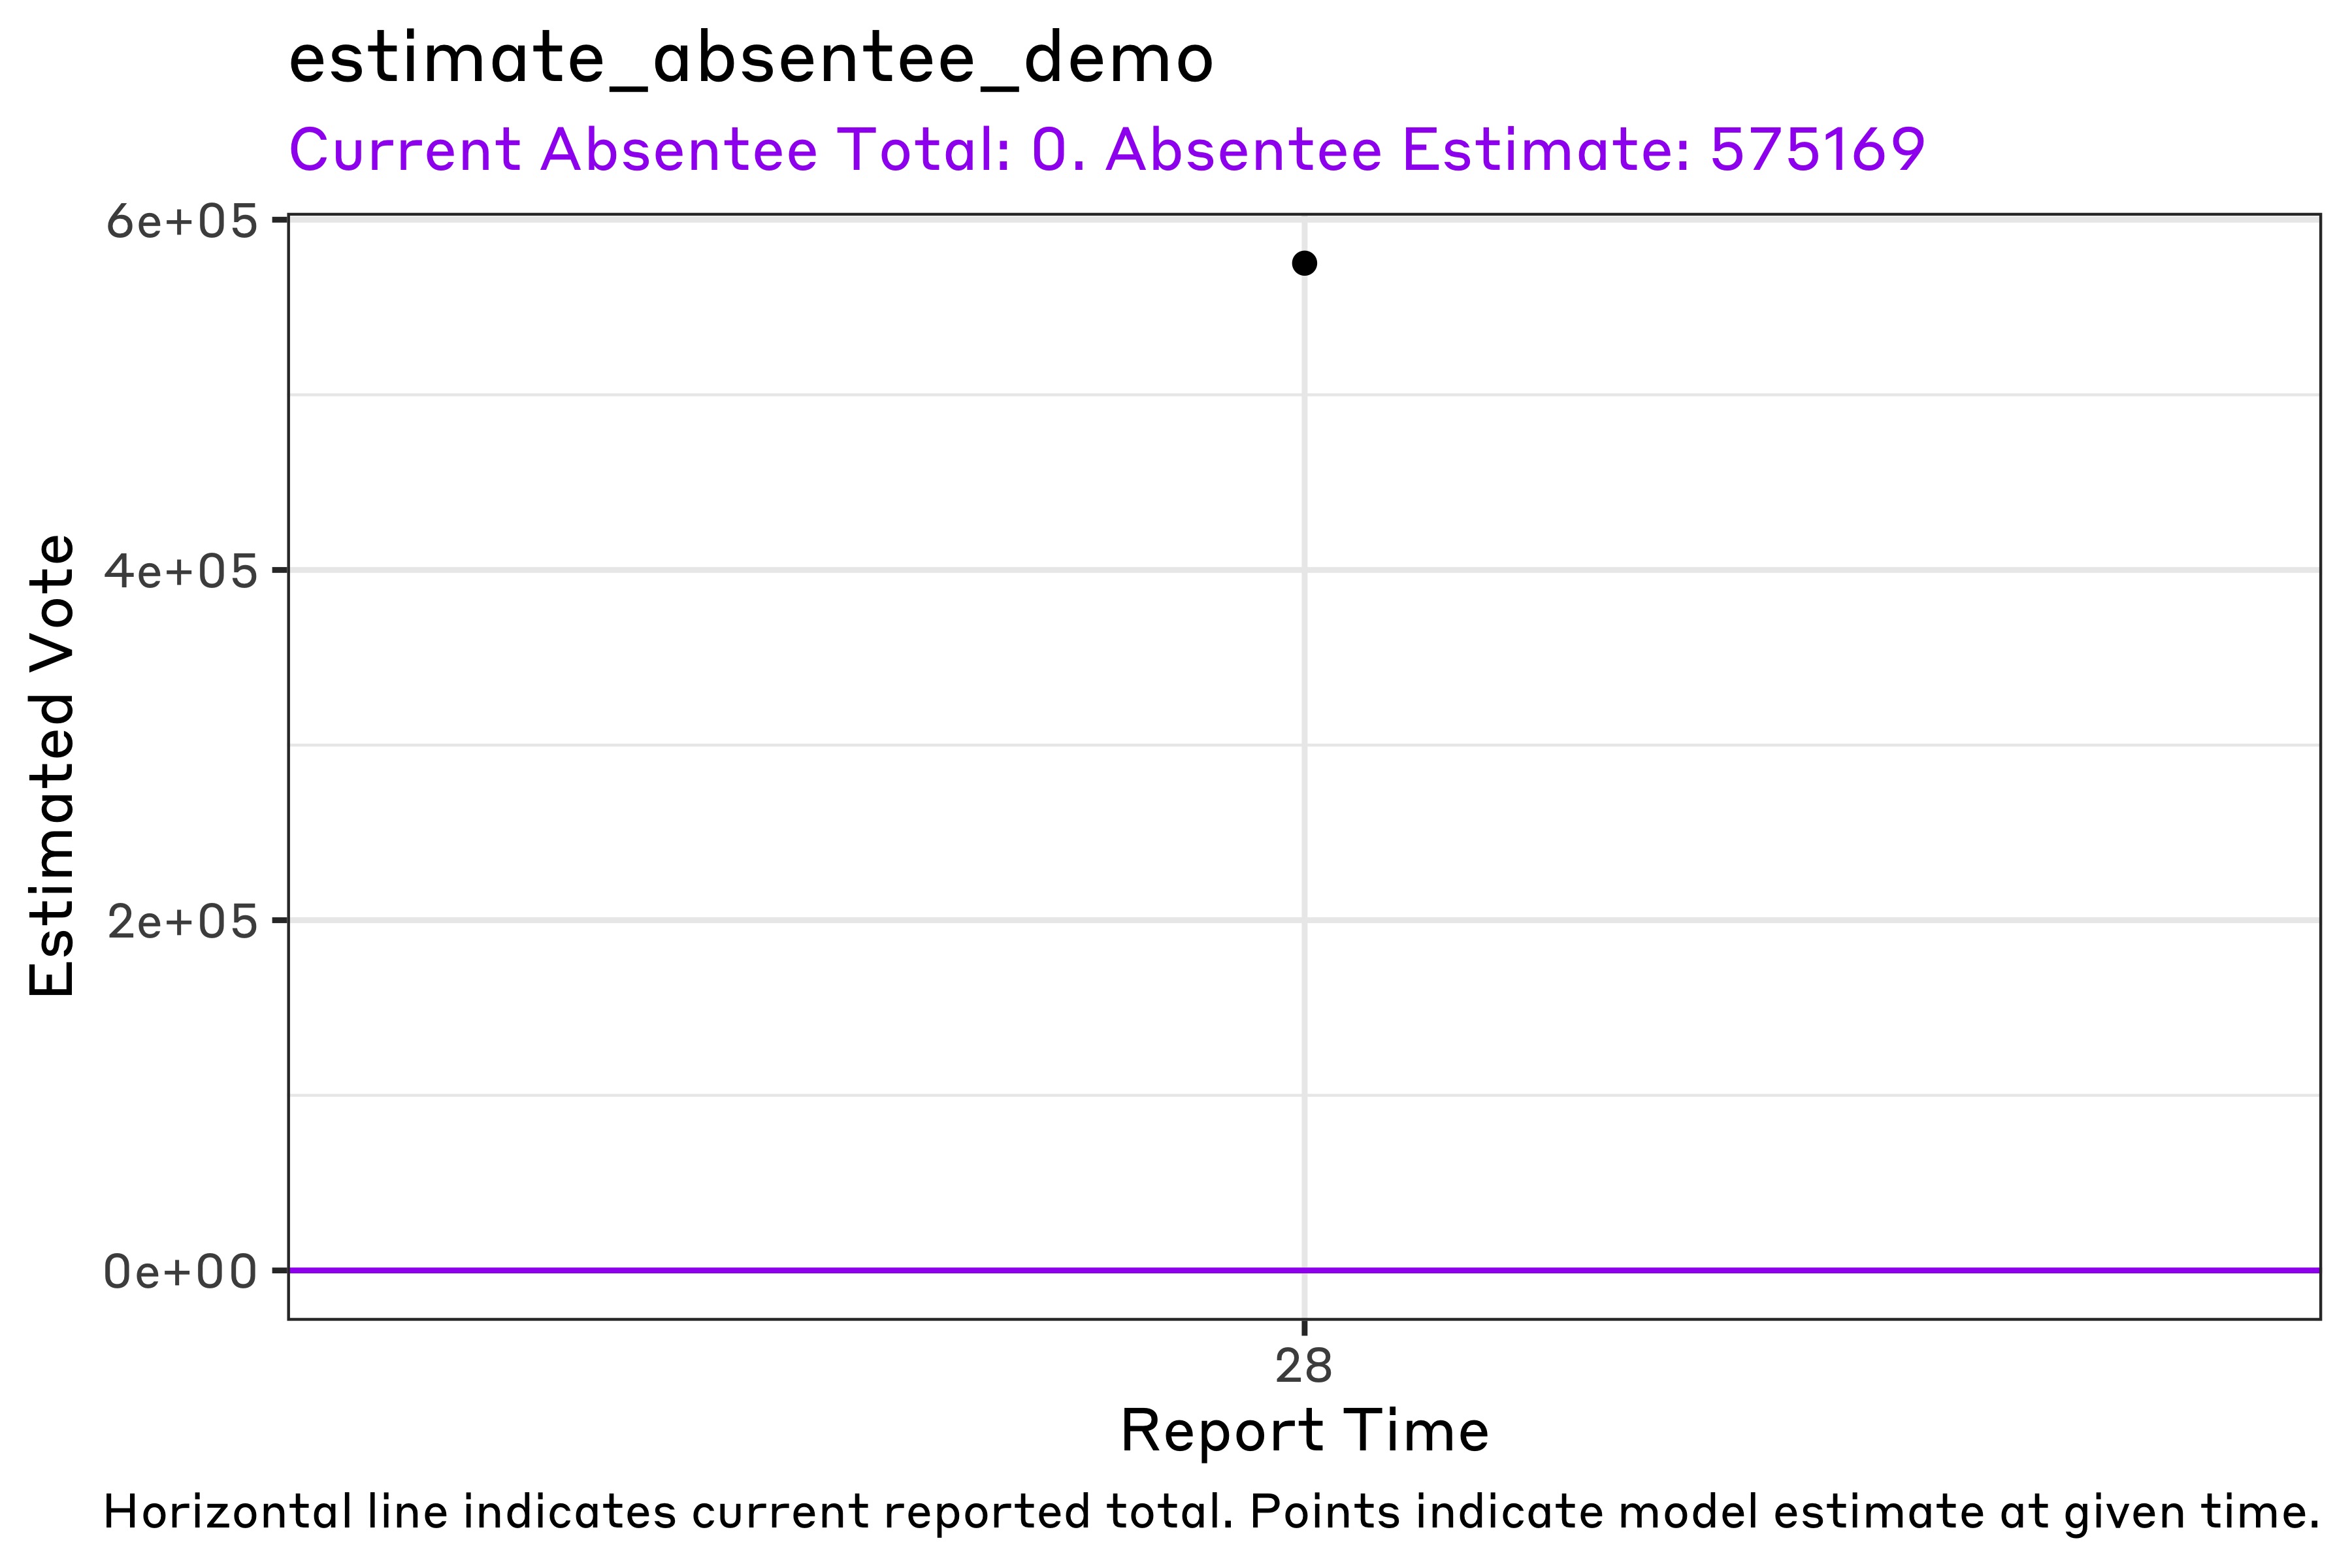 estimate_absentee_demo
Current Absentee Total: 0. Absentee Estimate: 575169
6e+05
4e+05
2e+05
0e+00
Estimated Vote
28
Report Time
Horizontal line indicates current reported total. Points indicate model estimate at given time.